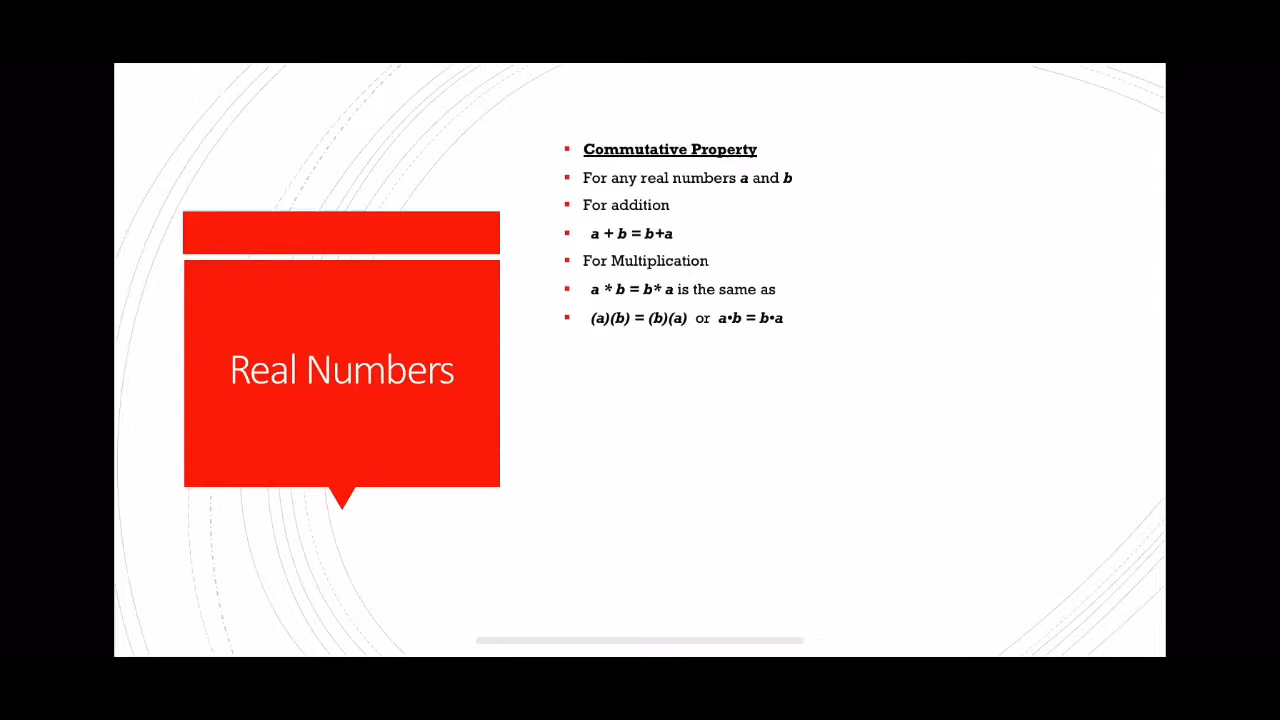 Real Numbers
Commutative Property
For any real numbers a and b
For addition
a + b = b+a
For Multiplication
a * b = b* a is the same as
(a)(b) = (b)(a) or a•b = b•a